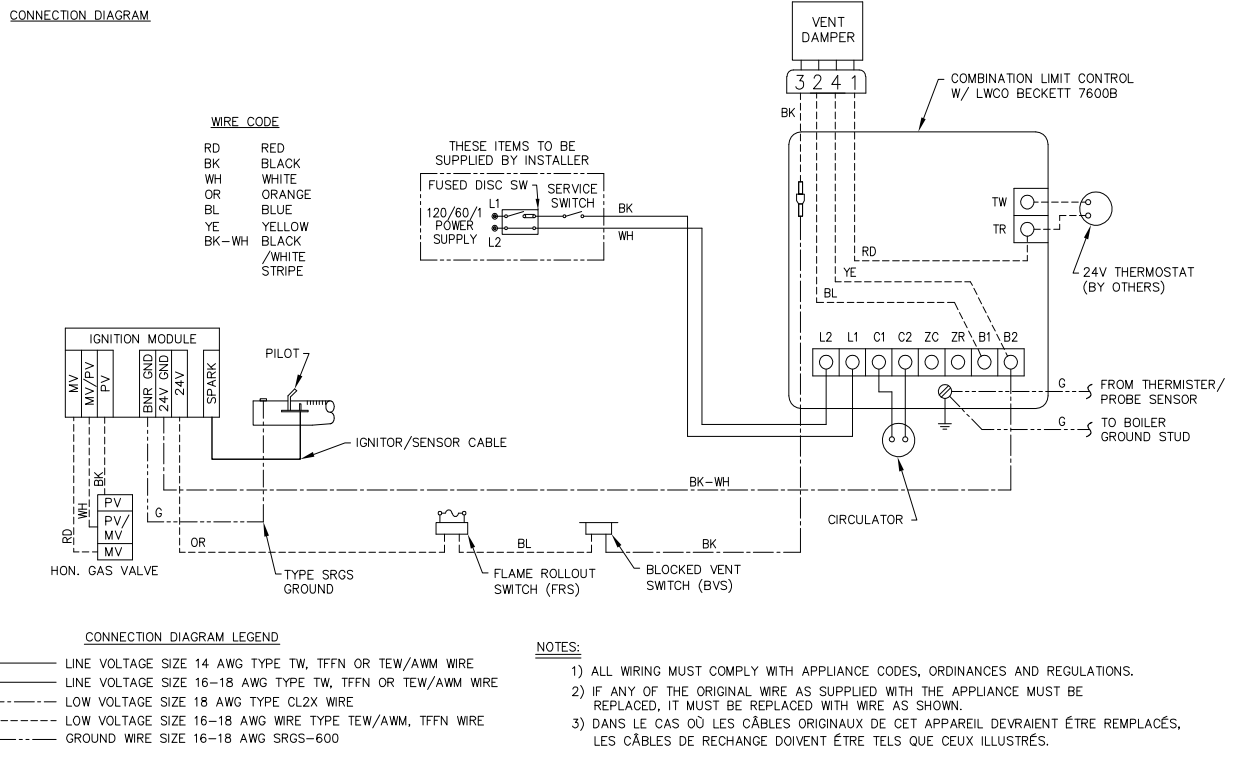 CONNECTION DIAGRAM
VENT
DAMPER
3 2 4 1
BK
COMBINATION LIMIT CONTROL
W/ LWCO BECKETT 7600B
WIRE CODE
RD RED
BK BLACK
WH WHITE
OR ORANGE
BL BLUE
YE YELLOW
BK-WH BLACK
/WHITE
STRIPE
THESE ITEMS TO BE
SUPPLIED BY INSTALLER
FUSED DISC SW
SERVICE
SWITCH
L1
120/60/1
POWER
SUPPLY
L2
BK
WH
TW
TR
RD
YE
BL
24V THERMOSTAT
(BY OTHERS)
L2 L1 C1 C2 ZC ZR B1 B2
G
FROM THERMISTER/
PROBE SENSOR
G
TO BOILER
GROUND STUD
CIRCULATOR
IGNITION MODULE
MV
MV/PV
PV
BNR GND
24V GND
24V
SPARK
PILOT
IGNITOR/SENSOR CABLE
BK-WH
BK
WH
RD
PV
PV/
MV
MV
HON. GAS VALVE
G
OR
TYPE SRGS
GROUND
BL
FLAME ROLLOUT
SWITCH (FRS)
BK
BLOCKED VENT
SWITCH (BVS)
CONNECTION DIAGRAM LEGEND
LINE VOLTAGE SIZE 14 AWG TYPE TW, TFFN OR TEW/AWM WIRE
LINE VOLTAGE SIZE 16-18 AWG TYPE TW, TFFN OR TEW/AWM WIRE
LOW VOLTAGE SIZE 18 AWG TYPE CL2X WIRE
LOW VOLTAGE SIZE 16-18 AWG WIRE TYPE TEW/AWM, TFFN WIRE
GROUND WIRE SIZE 16-18 AWG SRGS-600
NOTES:
1) ALL WIRING MUST COMPLY WITH APPLIANCE CODES, ORDINANCES AND REGULATIONS.
2) IF ANY OF THE ORIGINAL WIRE AS SUPPLIED WITH THE APPLIANCE MUST BE
REPLACED, IT MUST BE REPLACED WITH WIRE AS SHOWN.
3) DANS LE CAS OÙ LES CÂBLES ORIGINAUX DE CET APPAREIL DEVRAIENT ÉTRE REMPLACÉS,
LES CÂBLES DE RECHANGE DOIVENT ÉTRE TELS QUE CEUX ILLUSTRÉS.